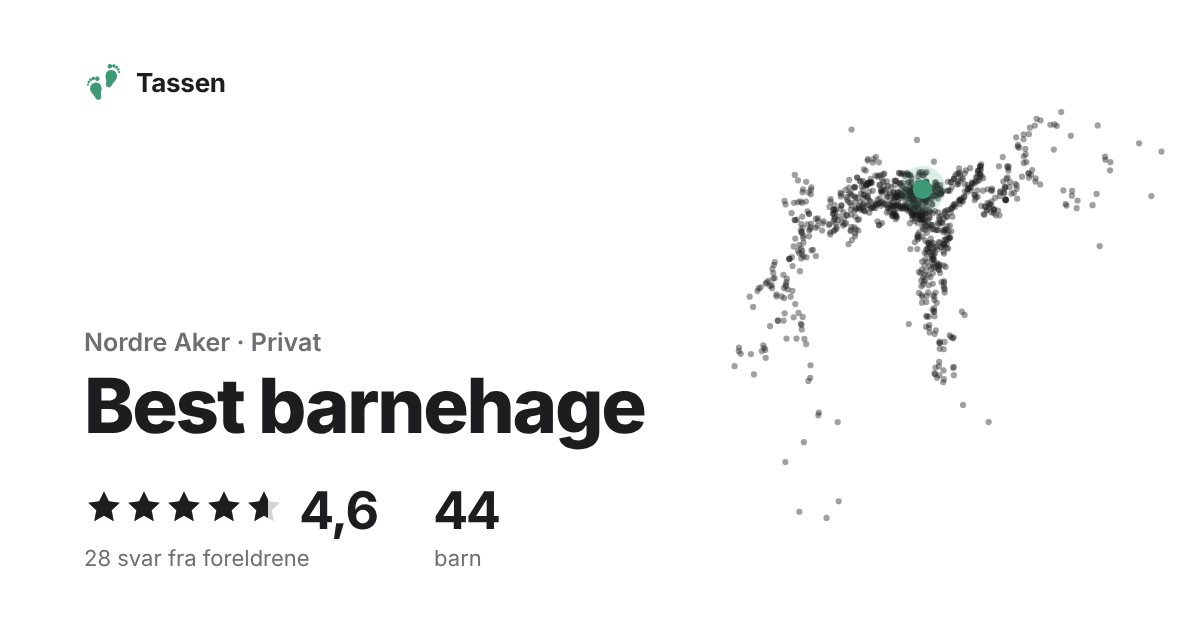 Tassen
Nordre Aker · Privat
Best barnehage
4,6
44
28 svar fra foreldrene
barn